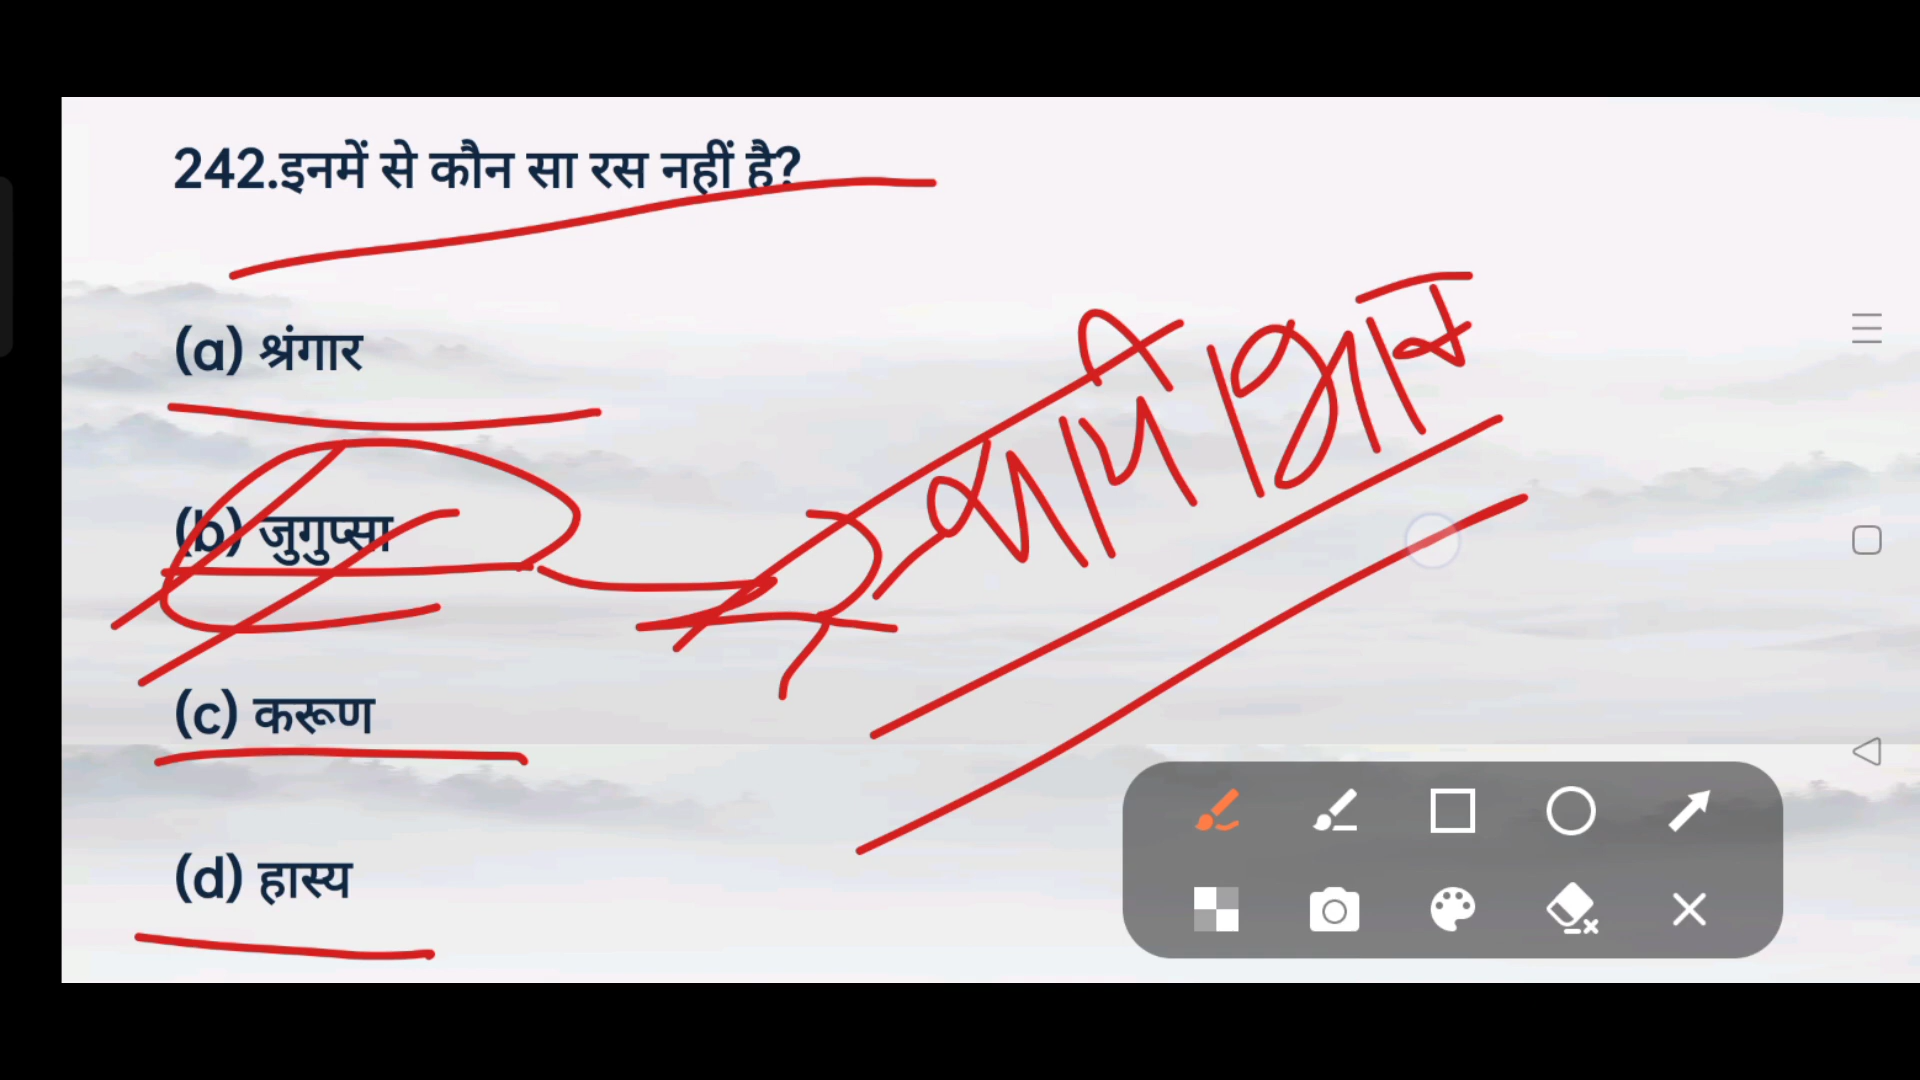 242.इनमें से कौन सा रस नहीं है?
(a) श्रंगार
(b) जुगुप्सा
(c) करूण
(d) हास्य